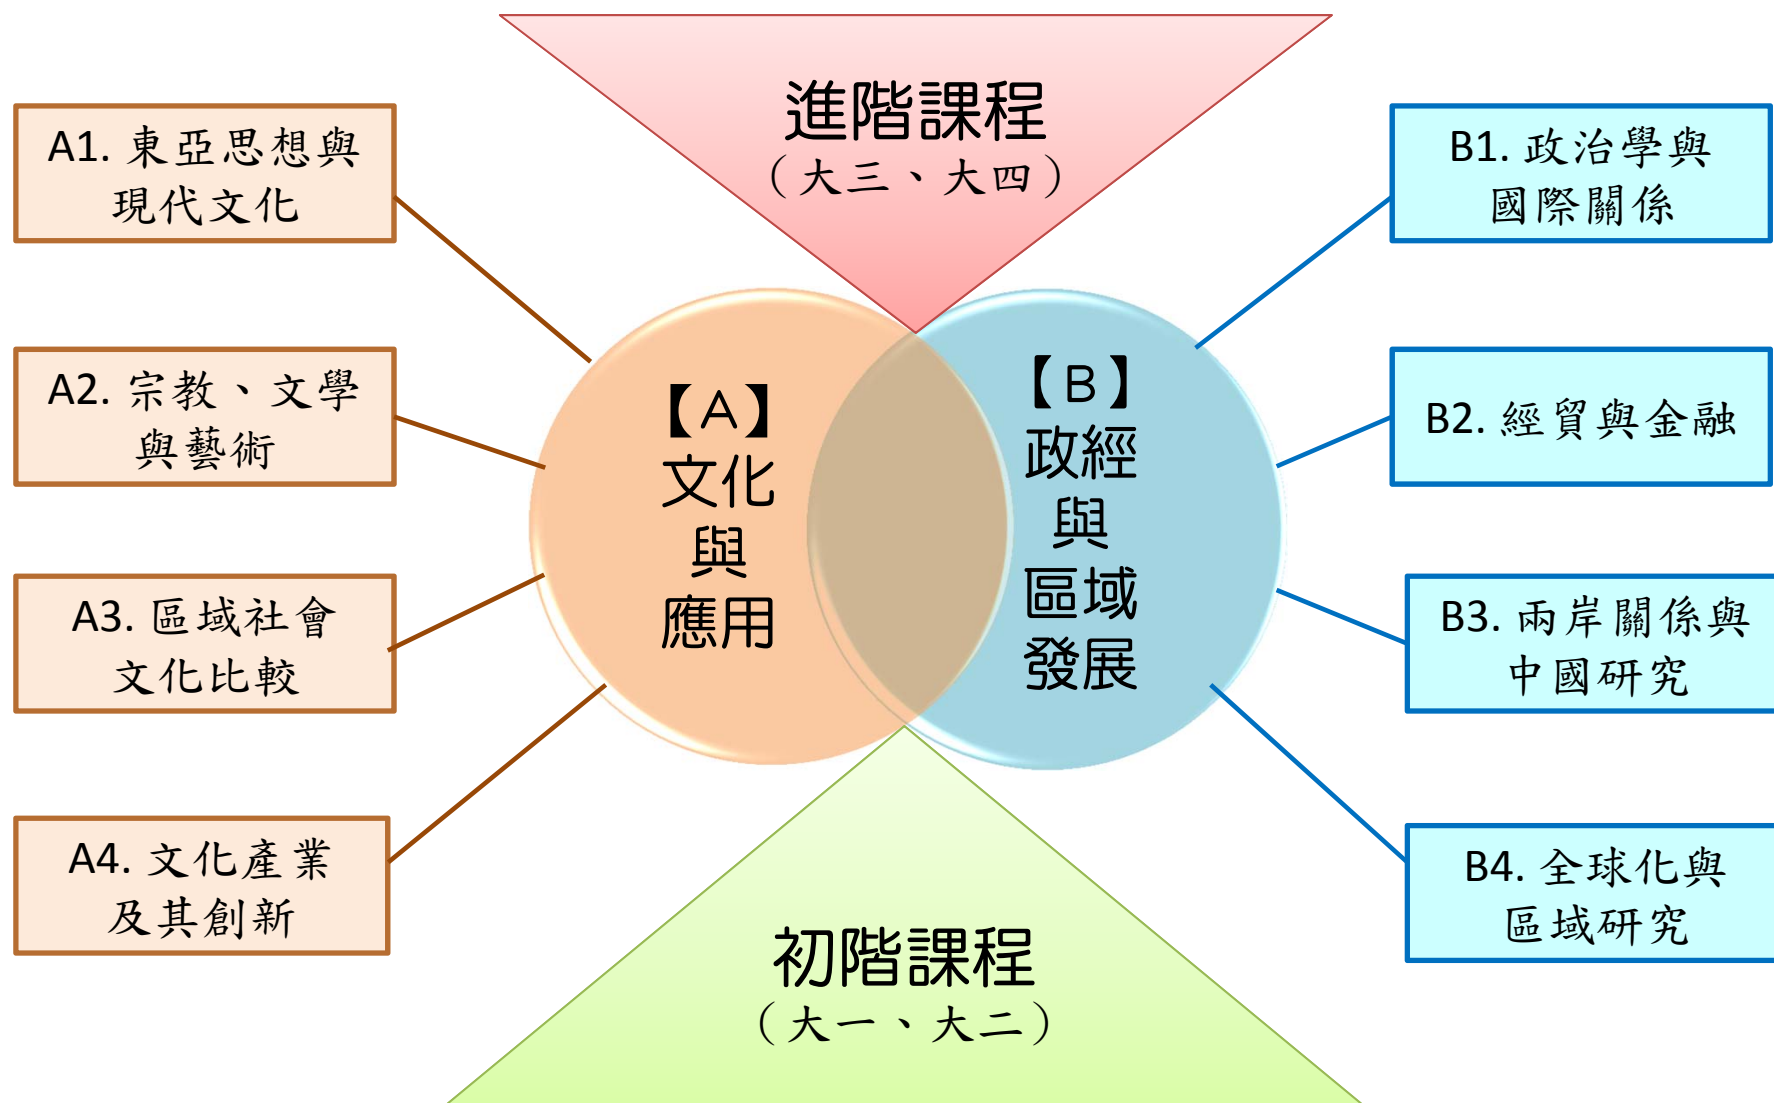 進階課程
（大三、大四）
A1. 東亞思想與
現代文化
A2. 宗教、文學
與藝術
A3. 區域社會
文化比較
A4. 文化產業
及其創新
【A】
文化
與
應用
【B】
政經
與
區域
發展
B1. 政治學與
國際關係
B2. 經貿與金融
B3. 兩岸關係與
中國研究
B4. 全球化與
區域研究
初階課程
（大一、大二）